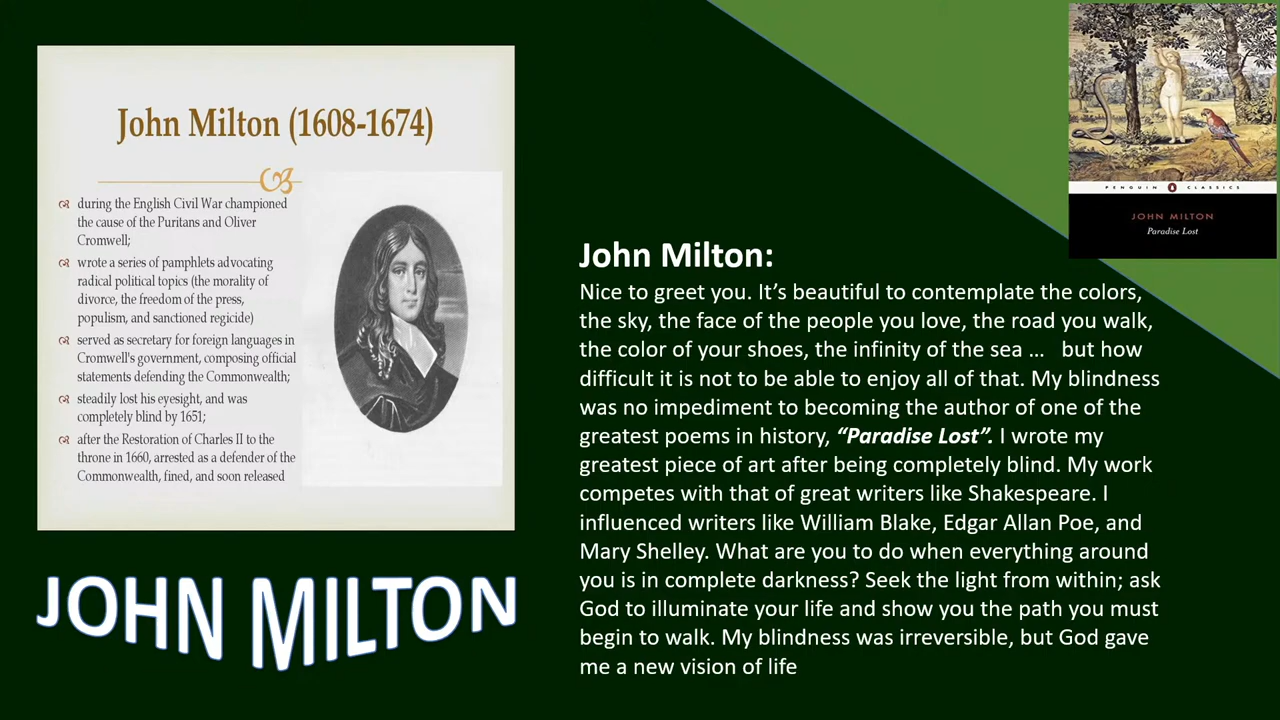 John Milton (1608-1674)
during the English Civil War championed
the cause of the Puritans and Oliver
Cromwell;
wrote a series of pamphlets advocating
radical political topics (the morality of
divorce, the freedom of the press,
populism, and sanctioned regicide)
served as secretary for foreign languages in
Cromwell's government, composing official
statements defending the Commonwealth;
steadily lost his eyesight, and was
completely blind by 1651;
after the Restoration of Charles II to the
throne in 1660, arrested as a defender of the
Commonwealth, fined, and soon released
JOHN MILTON
PENGUIN CLASSICS
JOHN MILTON
Paradise Lost
John Milton:
Nice to greet you. It’s beautiful to contemplate the colors,
the sky, the face of the people you love, the road you walk,
the color of your shoes, the infinity of the sea … but how
difficult it is not to be able to enjoy all of that. My blindness
was no impediment to becoming the author of one of the
greatest poems in history, “Paradise Lost”. I wrote my
greatest piece of art after being completely blind. My work
competes with that of great writers like Shakespeare. I
influenced writers like William Blake, Edgar Allan Poe, and
Mary Shelley. What are you to do when everything around
you is in complete darkness? Seek the light from within; ask
God to illuminate your life and show you the path you must
begin to walk. My blindness was irreversible, but God gave
me a new vision of life